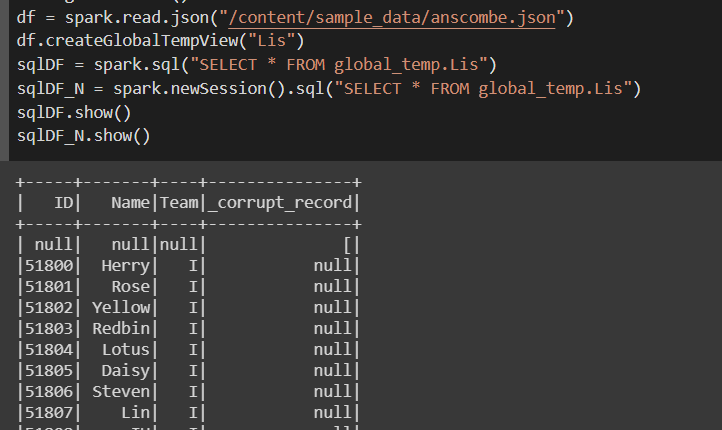 df = spark.read.json("/content/sample_data/anscombe.json")
df.createGlobalTempView("Lis")
sqlDF = spark.sql("SELECT * FROM global_temp.Lis")
sqlDF_N = spark.newSession().sql("SELECT * FROM global_temp.Lis")
sqlDF.show()
sqlDF_N.show()
+-----+-------+----+---------------+
|   ID|   Name|Team|_corrupt_record|
+-----+-------+----+---------------+
| null|   null|null|              [|
|51800|  Herry|   I|           null|
|51801|   Rose|   I|           null|
|51802| Yellow|   I|           null|
|51803| Redbin|   I|           null|
|51804|  Lotus|   I|           null|
|51805|  Daisy|   I|           null|
|51806| Steven|   I|           null|
|51807|    Lin|   I|           null|